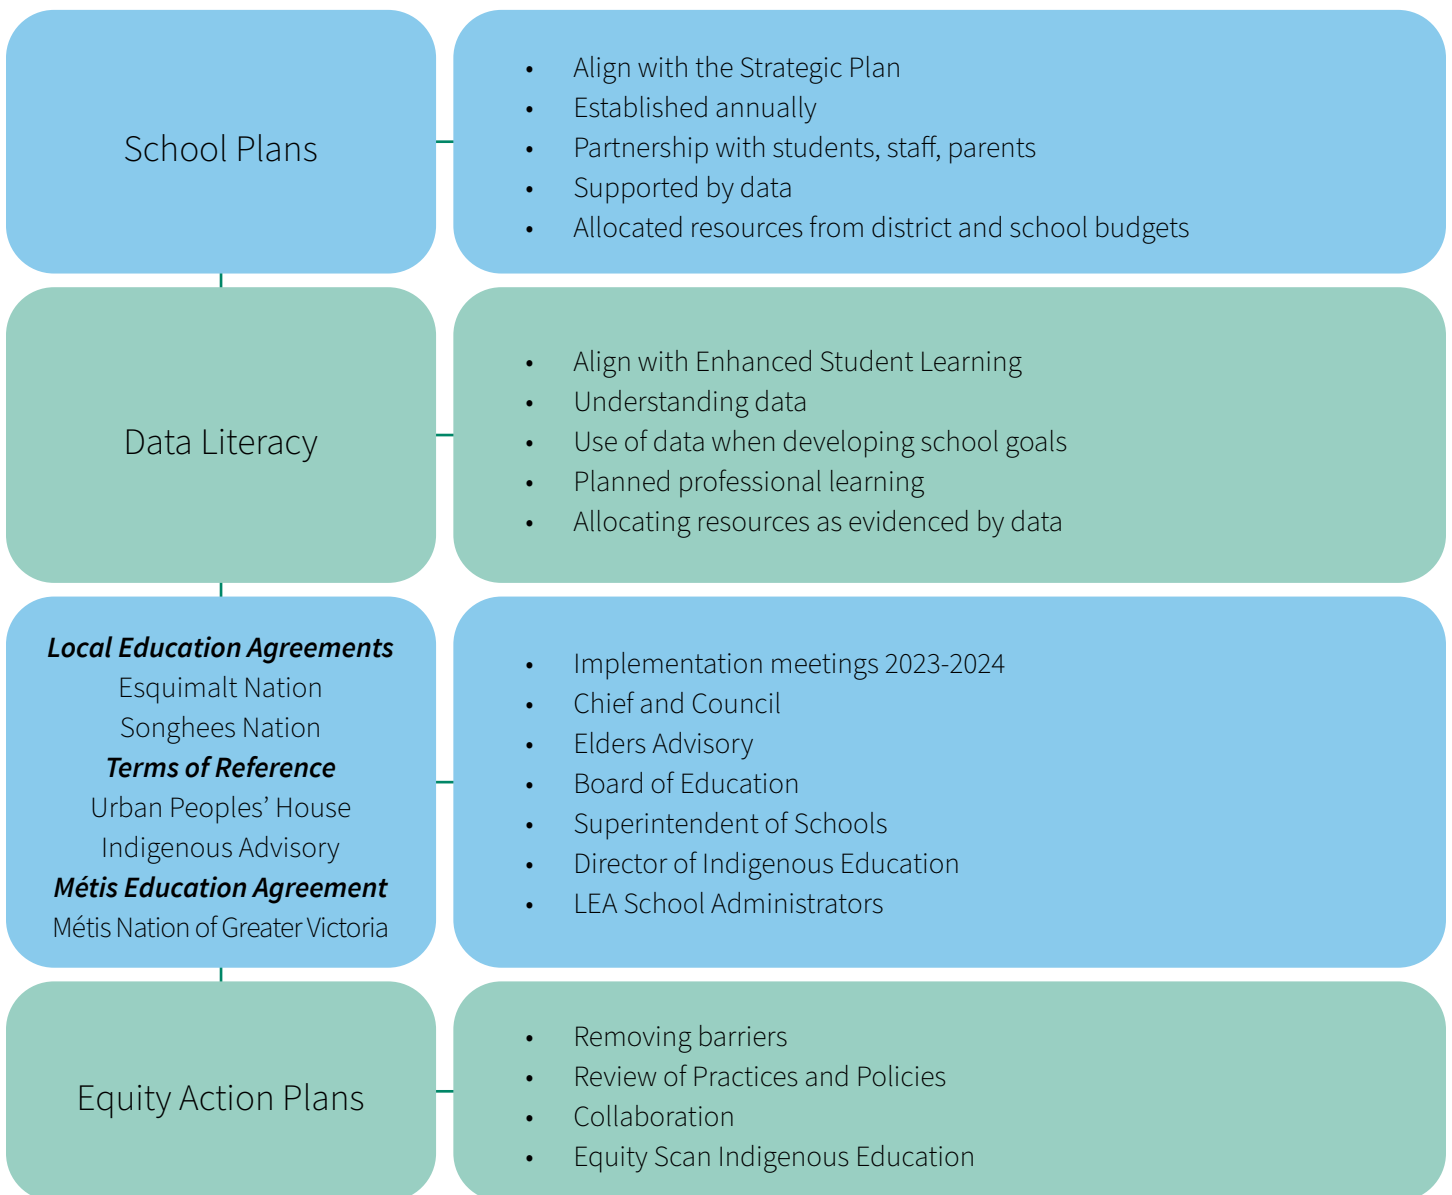 School Plans
• Align with the Strategic Plan
• Established annually
• Partnership with students, staff, parents
• Supported by data
• Allocated resources from district and school budgets
Data Literacy
• Align with Enhanced Student Learning
• Understanding data
• Use of data when developing school goals
• Planned professional learning
• Allocating resources as evidenced by data
Local Education Agreements
Esquimalt Nation
Songhees Nation
Terms of Reference
Urban Peoples’ House
Indigenous Advisory
Métis Education Agreement
Métis Nation of Greater Victoria
• Implementation meetings 2023-2024
• Chief and Council
• Elders Advisory
• Board of Education
• Superintendent of Schools
• Director of Indigenous Education
• LEA School Administrators
Equity Action Plans
• Removing barriers
• Review of Practices and Policies
• Collaboration
• Equity Scan Indigenous Education